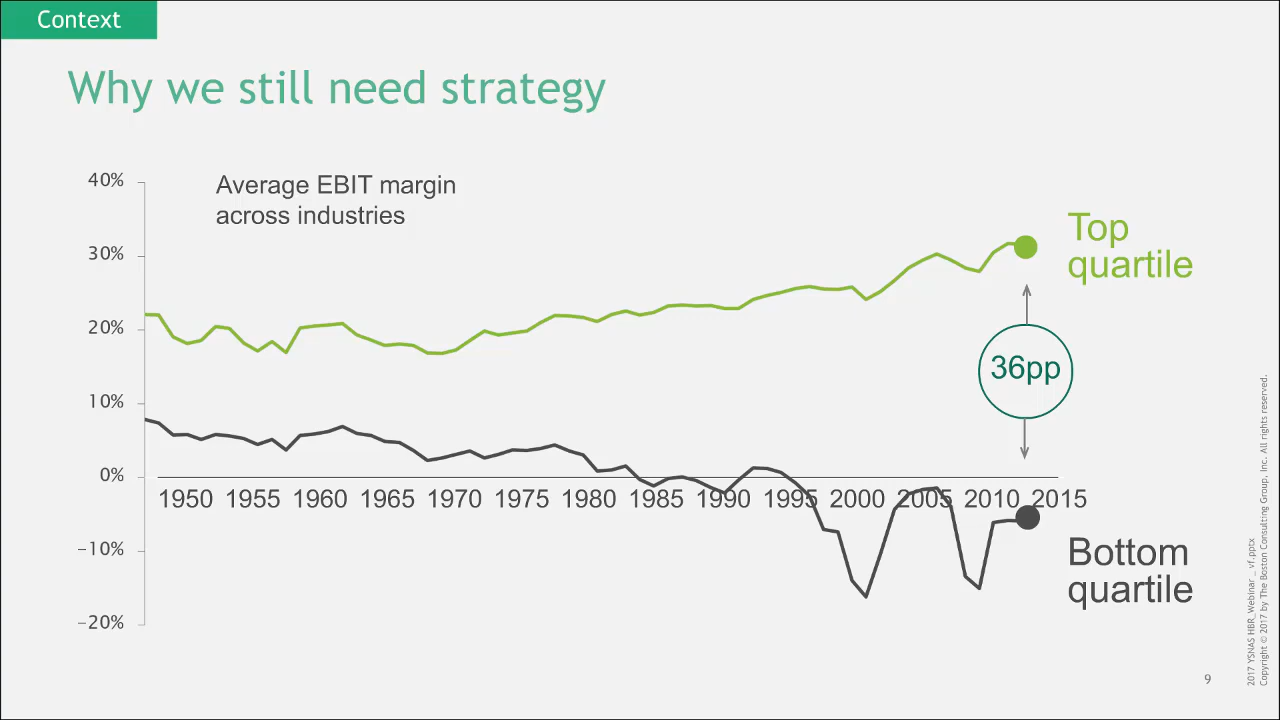 Context
Why we still need strategy
Average EBIT margin
across industries
40%
30%
20%
10%
0%
−10%
−20%
1950 1955 1960 1965 1970 1975 1980 1985 1990 1995 2000 2005 2010 2015
Top
quartile
36pp
Bottom
quartile
2017 YSNAS HBR_Webinar _ vf.pptx
Copyright © 2017 by The Boston Consulting Group, Inc. All rights reserved.
9